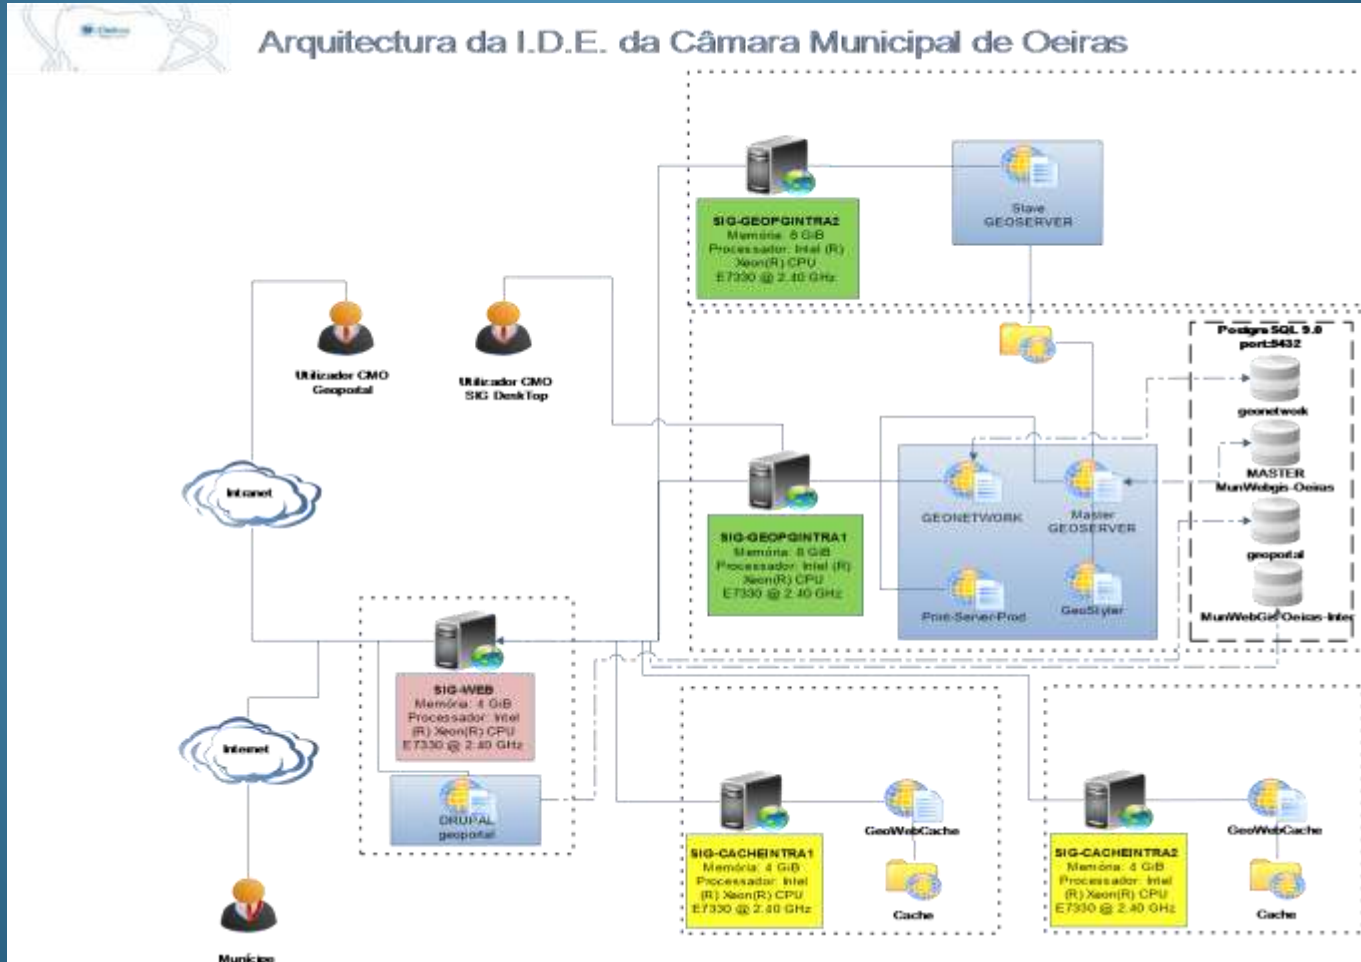 Arquitectura da I.D.E. da Câmara Municipal de Oeiras
SIG-GEOPGINTRA2
Memória: 8 GiB
Processador: Intel (R)
Xeon(R) CPU
E7330 @ 2.40 GHz
Slave
GEOSERVER
Utilizador CMO
Geoportal
Utilizador CMO
SIG DeskTop
Postgre SQL 9.0
port:5432
geonetwork
MASTER
MunWebgis-Oeiras
geoportal
MunWebGis-Oeiras-Intec
Intranet
SIG-GEOPGINTRA1
Memória: 8 GiB
Processador: Intel (R)
Xeon(R) CPU
E7330 @ 2.40 GHz
GEONETWORK
Master
GEOSERVER
Print-Server-Prod
GeoStyler
SIG-WEB
Memória: 4 GiB
Processador: Intel
(R) Xeon(R) CPU
E7330 @ 2.40 GHz
DRUPAL
geoportal
Internet
Munícipe
SIG-CACHEINTRA1
Memória: 4 GiB
Processador: Intel
(R) Xeon(R) CPU
E7330 @ 2.40 GHz
GeoWebCache
Cache
SIG-CACHEINTRA2
Memória: 4 GiB
Processador: Intel
(R) Xeon(R) CPU
E7330 @ 2.40 GHz
GeoWebCache
Cache